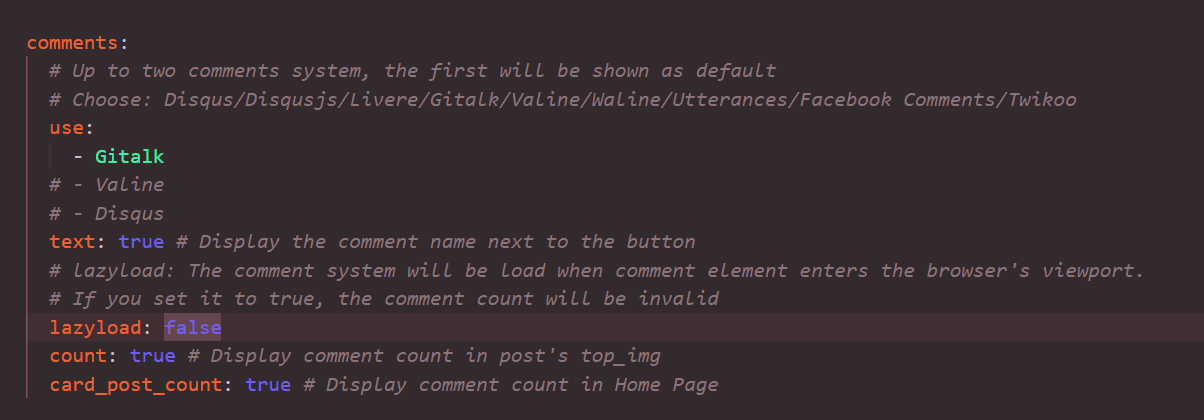 comments:
# Up to two comments system, the first will be shown as default
# Choose: Disqus/Disqusjs/Livere/Gitalk/Valine/Waline/Utterances/Facebook Comments/Twikoo
use:
- Gitalk
# - Valine
# - Disqus
text: true # Display the comment name next to the button
# lazyload: The comment system will be load when comment element enters the browser's viewport.
# If you set it to true, the comment count will be invalid
lazyload: false
count: true # Display comment count in post's top_img
card_post_count: true # Display comment count in Home Page